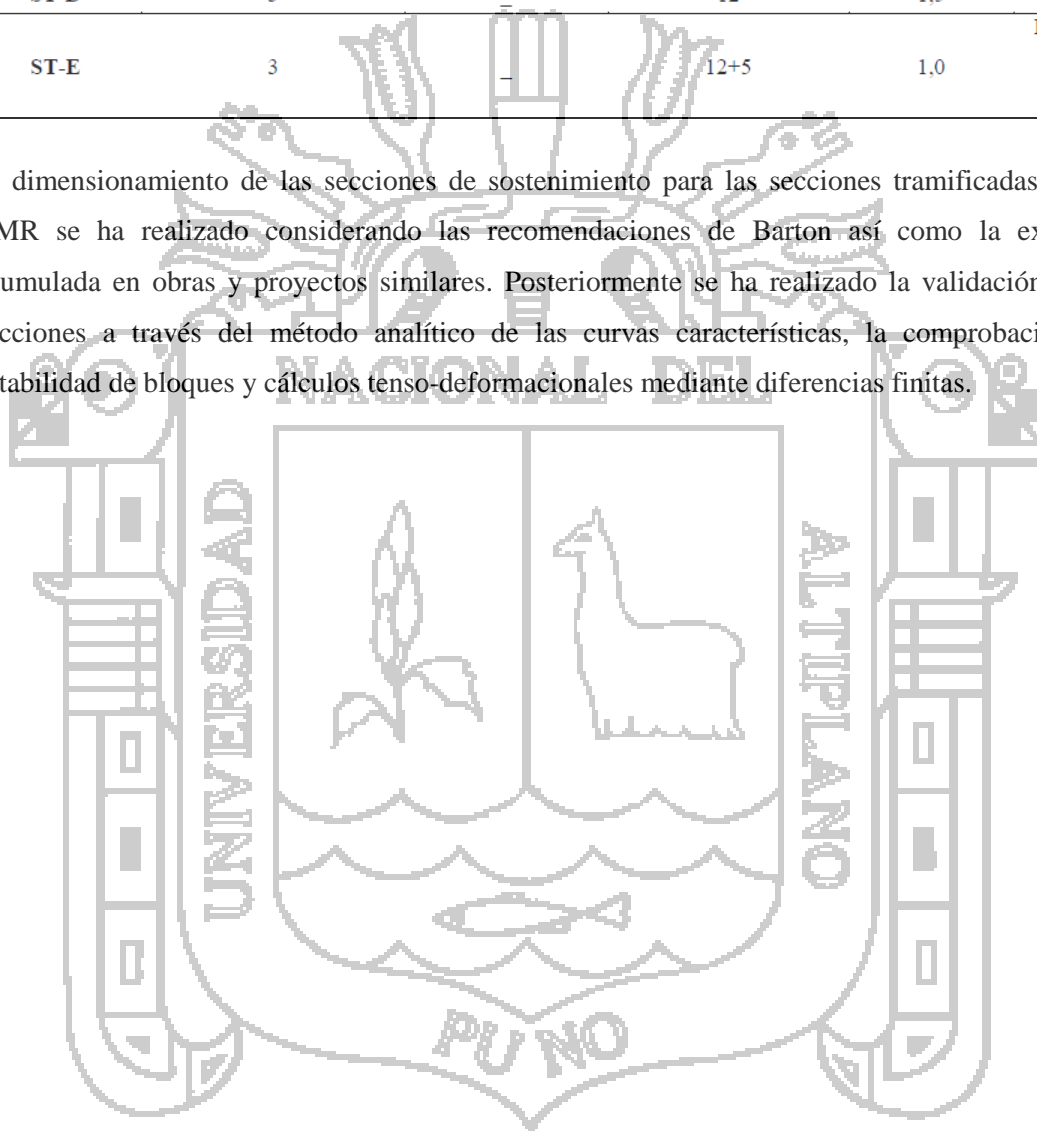 ST-E 3 _ 12+5 1,0
dimensionamiento de las secciones de sostenimiento para las secciones tramificadas
MR se ha realizado considerando las recomendaciones de Barton así como la ex
umulada en obras y proyectos similares. Posteriormente se ha realizado la validación
cciones a través del método analítico de las curvas características, la comprobaci
tabilidad de bloques y cálculos tenso-deformacionales mediante diferencias finitas.
NACIONAL DEL
UNIVERSIDAD
ALTIPLANO
PUNO